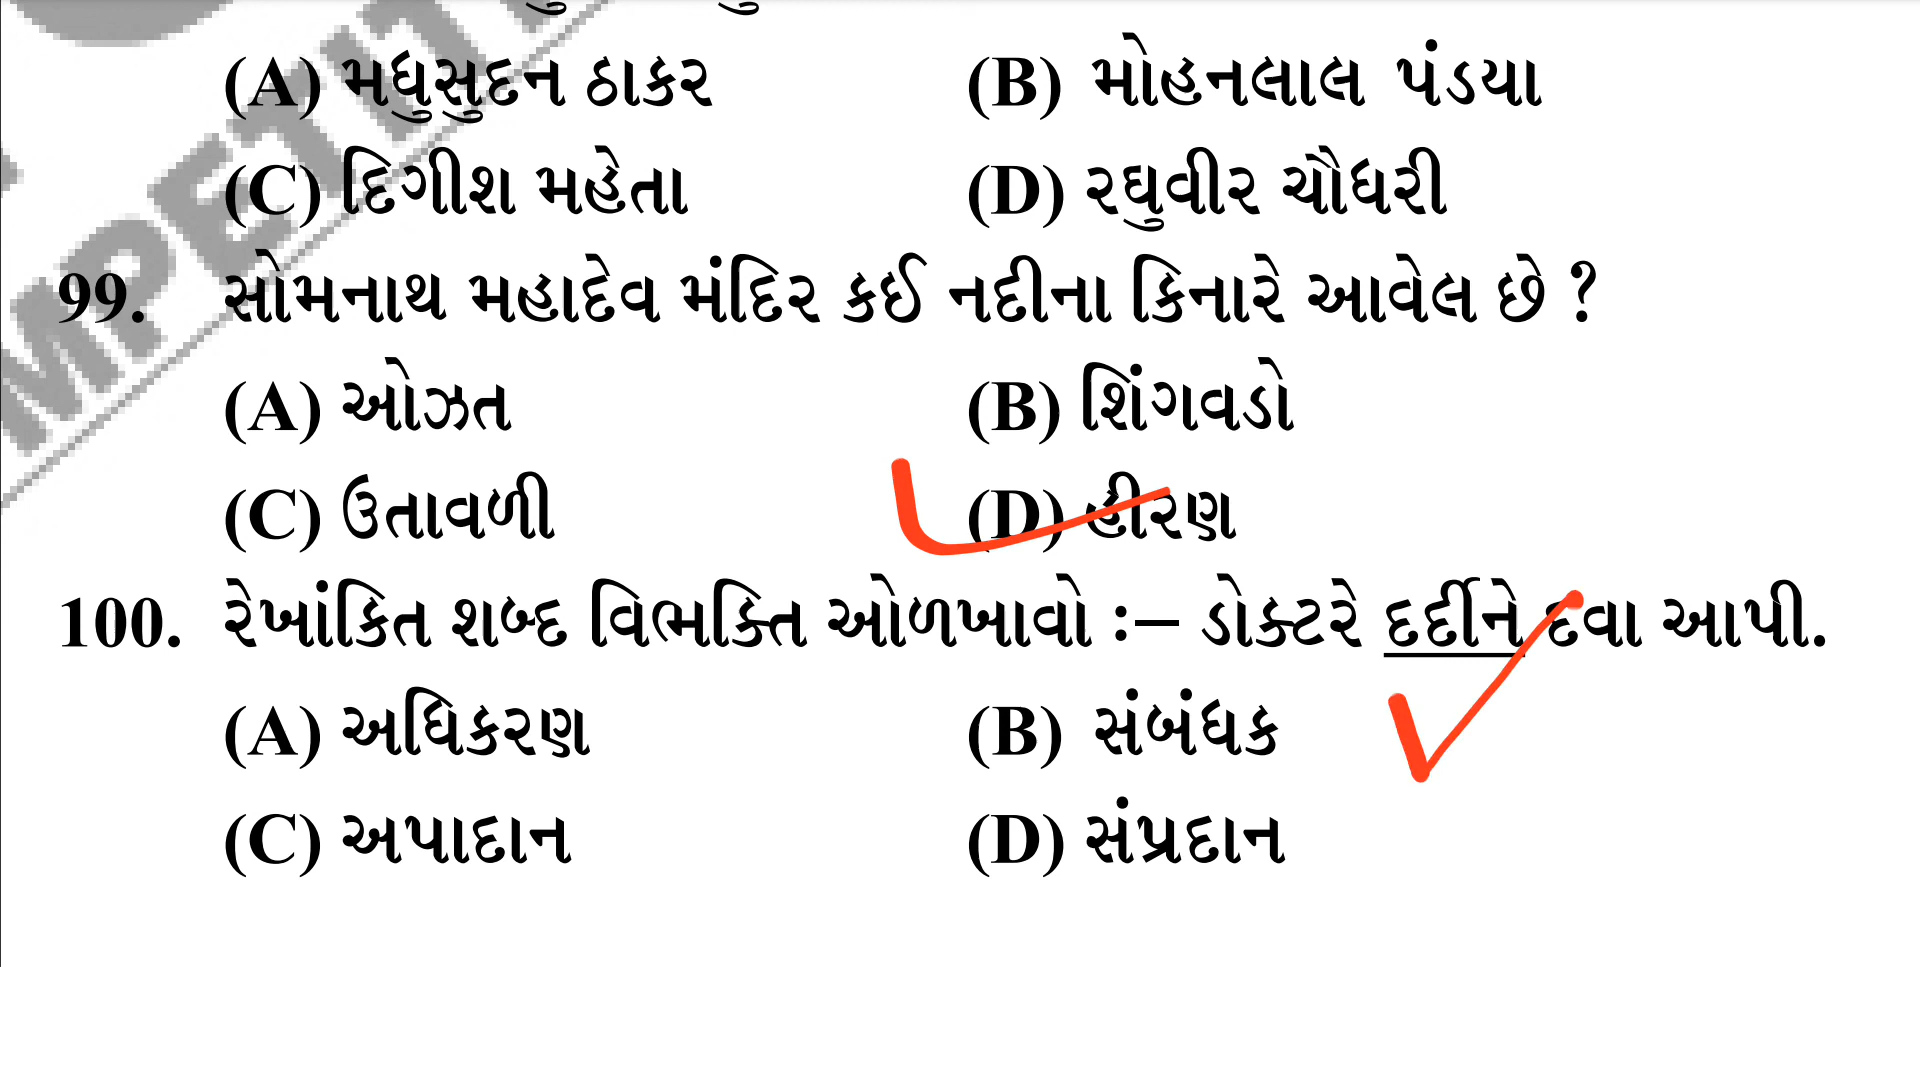 (A) મધુસુદન ઠાકર (B) મોહનલાલ પંડયા
(C) દિગીશ મહેતા (D) રઘુવીર ચૌધરી
99. સોમનાથ મહાદેવ મંદિર કઈ નદીના કિનારે આવેલ છે ?
(A) ઓઝત (B) શિંગવડો
(C) ઉતાવળી (D) હીરણ
100. રેખાંકિત શબ્દ વિભક્તિ ઓળખાવો :– ડોક્ટરે દર્દીને દવા આપી.
(A) અધિકરણ (B) સંબંધક
(C) અપાદાન (D) સંપ્રદાન